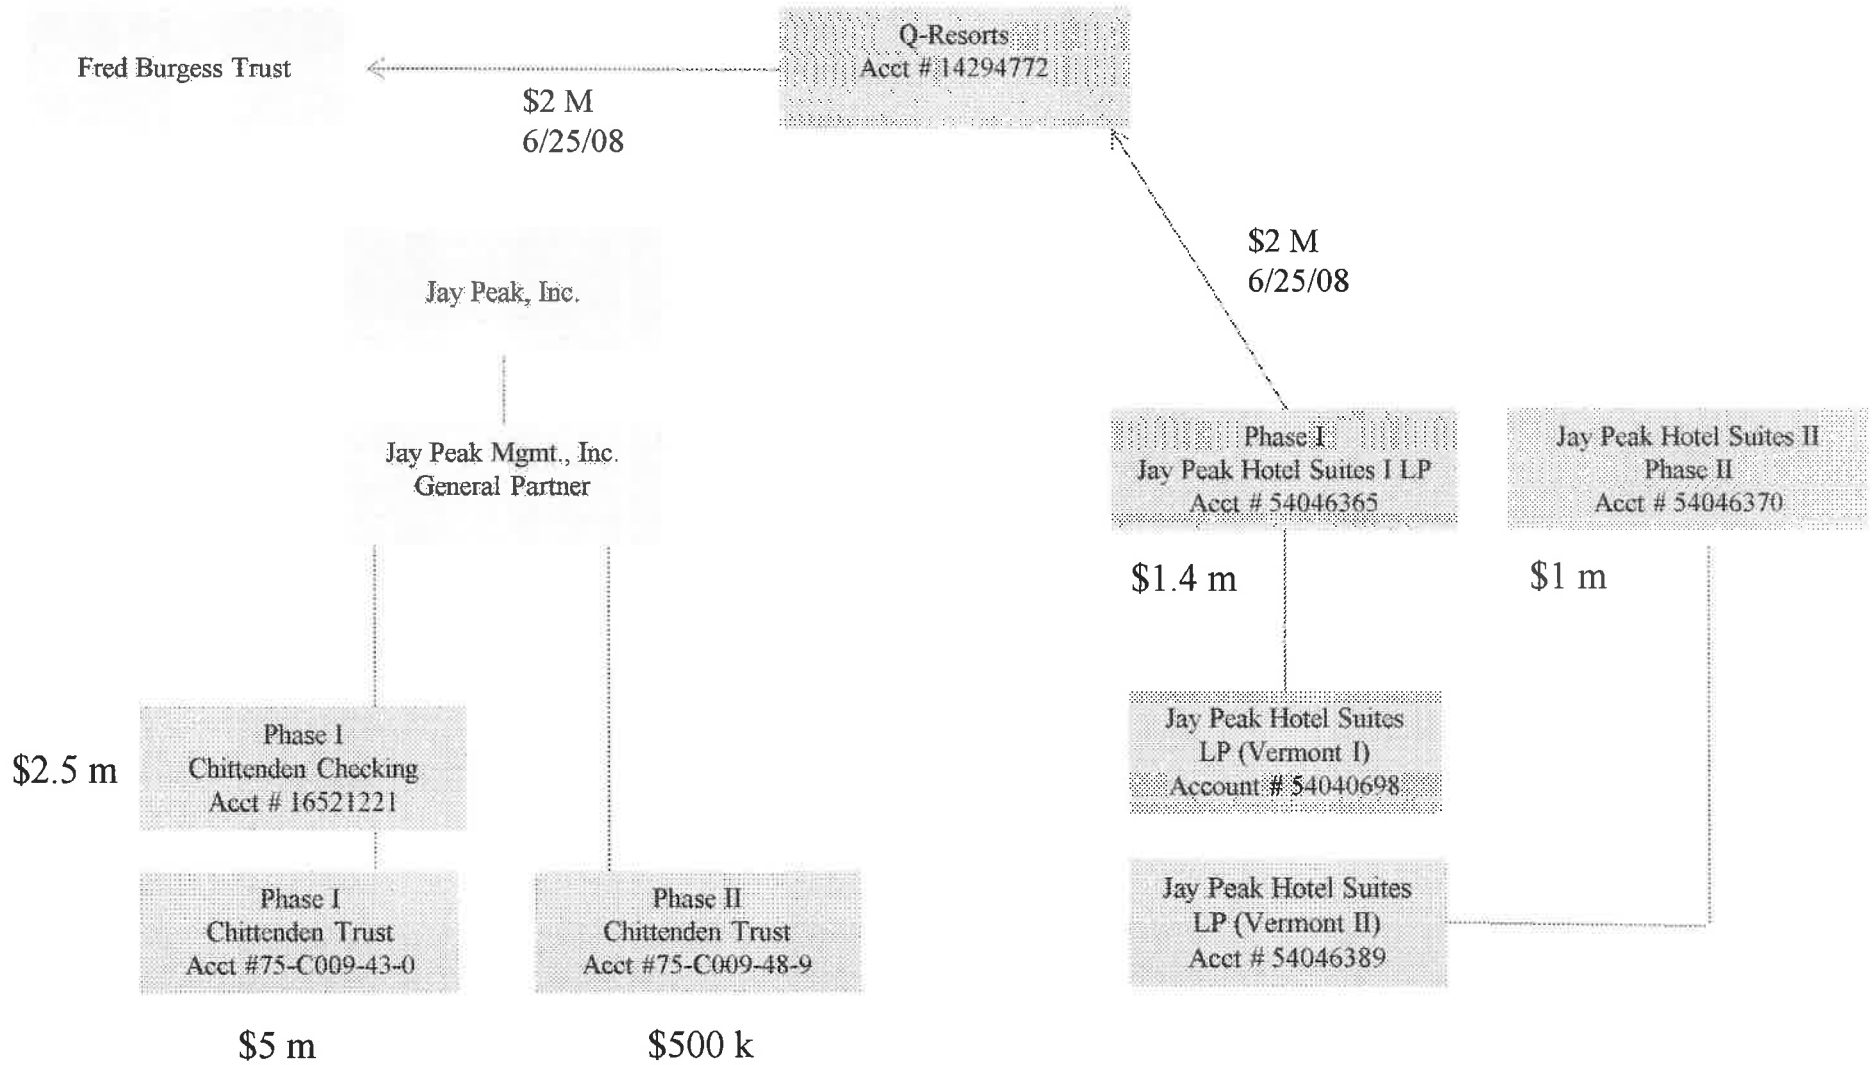 Fred Burgess Trust
Q-Resorts
Acct # 14294772
$2 M
6/25/08
$2 M
6/25/08
Jay Peak, Inc.
Jay Peak Mgmt., Inc.
General Partner
Phase I
Jay Peak Hotel Suites I LP
Acct # 54046365
Jay Peak Hotel Suites II
Phase II
Acct # 54046370
$1.4 m
$1 m
$2.5 m
Phase I
Chittenden Checking
Acct # 16521221
Jay Peak Hotel Suites
LP (Vermont I)
Account # 54040698
Phase I
Chittenden Trust
Acct #75-C009-43-0
Phase II
Chittenden Trust
Acct #75-C009-48-9
Jay Peak Hotel Suites
LP (Vermont II)
Acct # 54046389
$5 m
$500 k